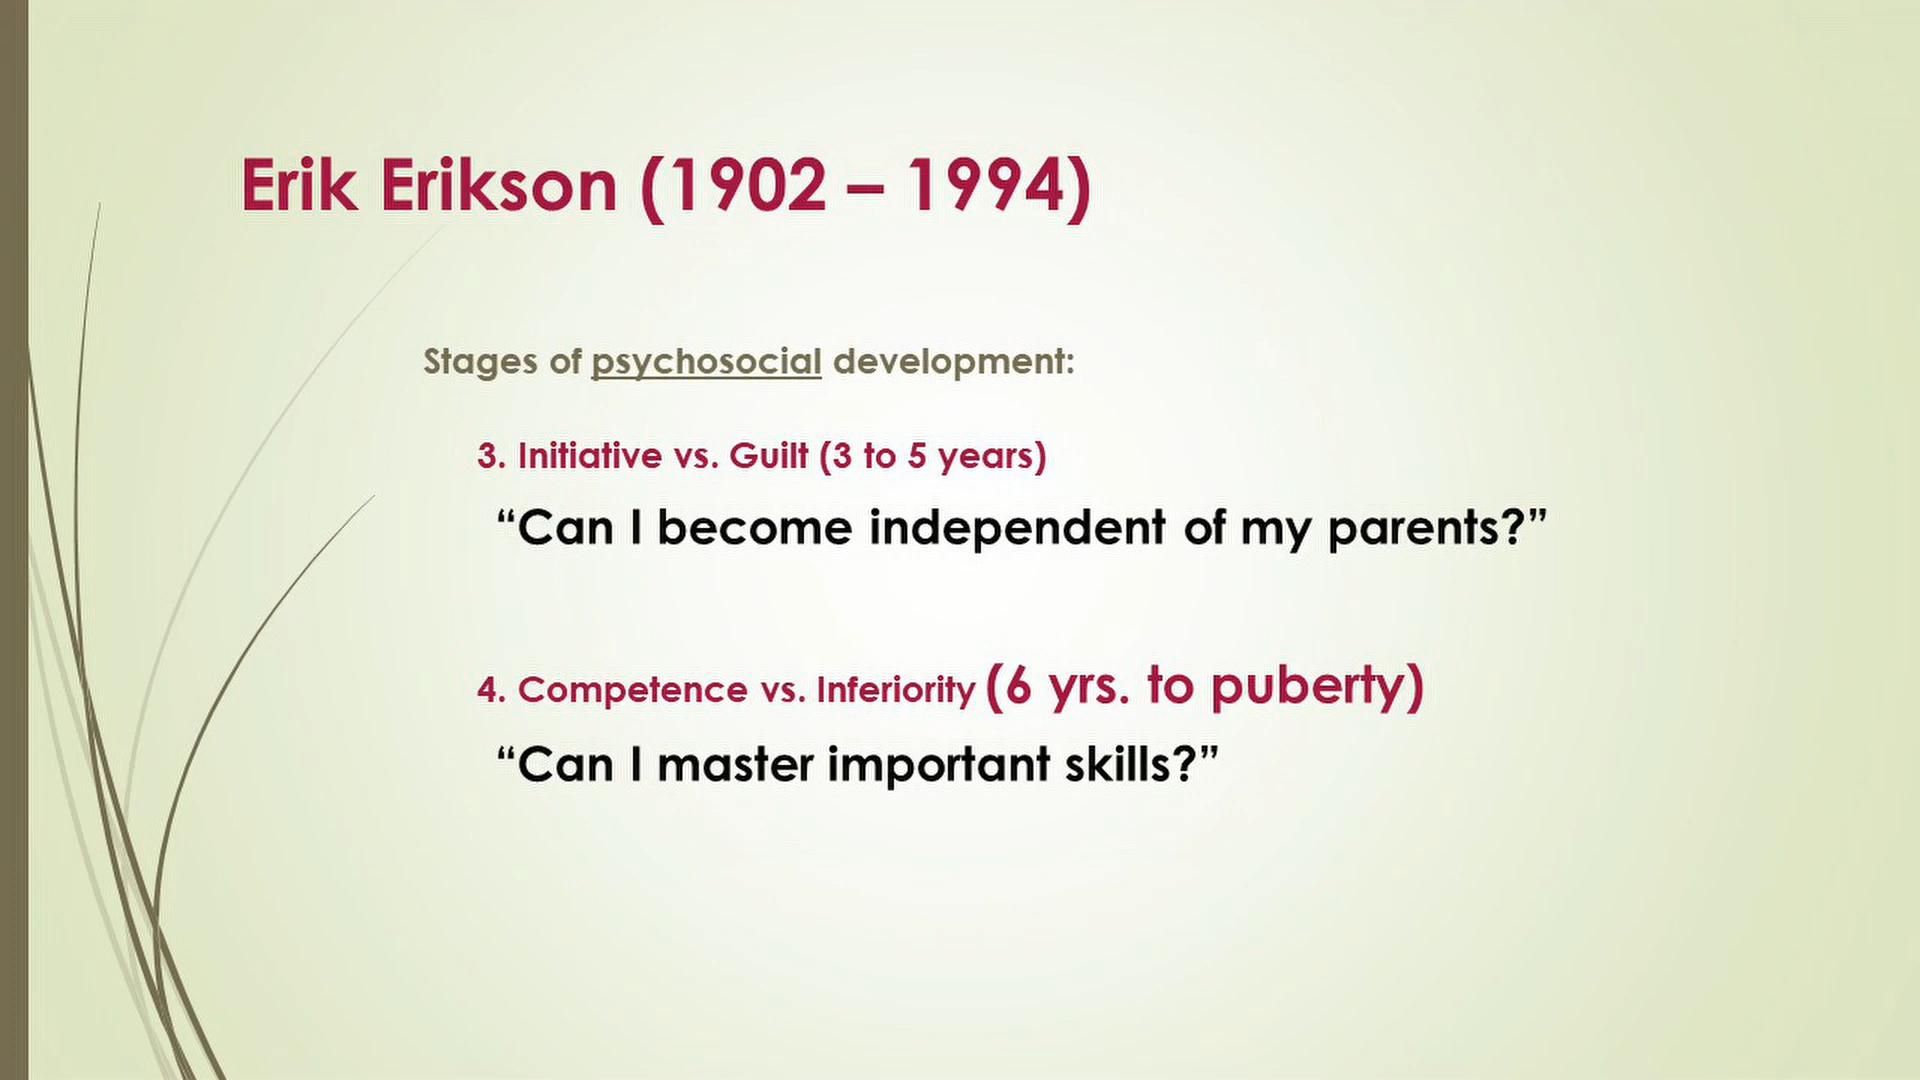 Erik Erikson (1902 – 1994)
Stages of psychosocial development:
3. Initiative vs. Guilt (3 to 5 years)
“Can I become independent of my parents?”
4. Competence vs. Inferiority (6 yrs. to puberty)
“Can I master important skills?”